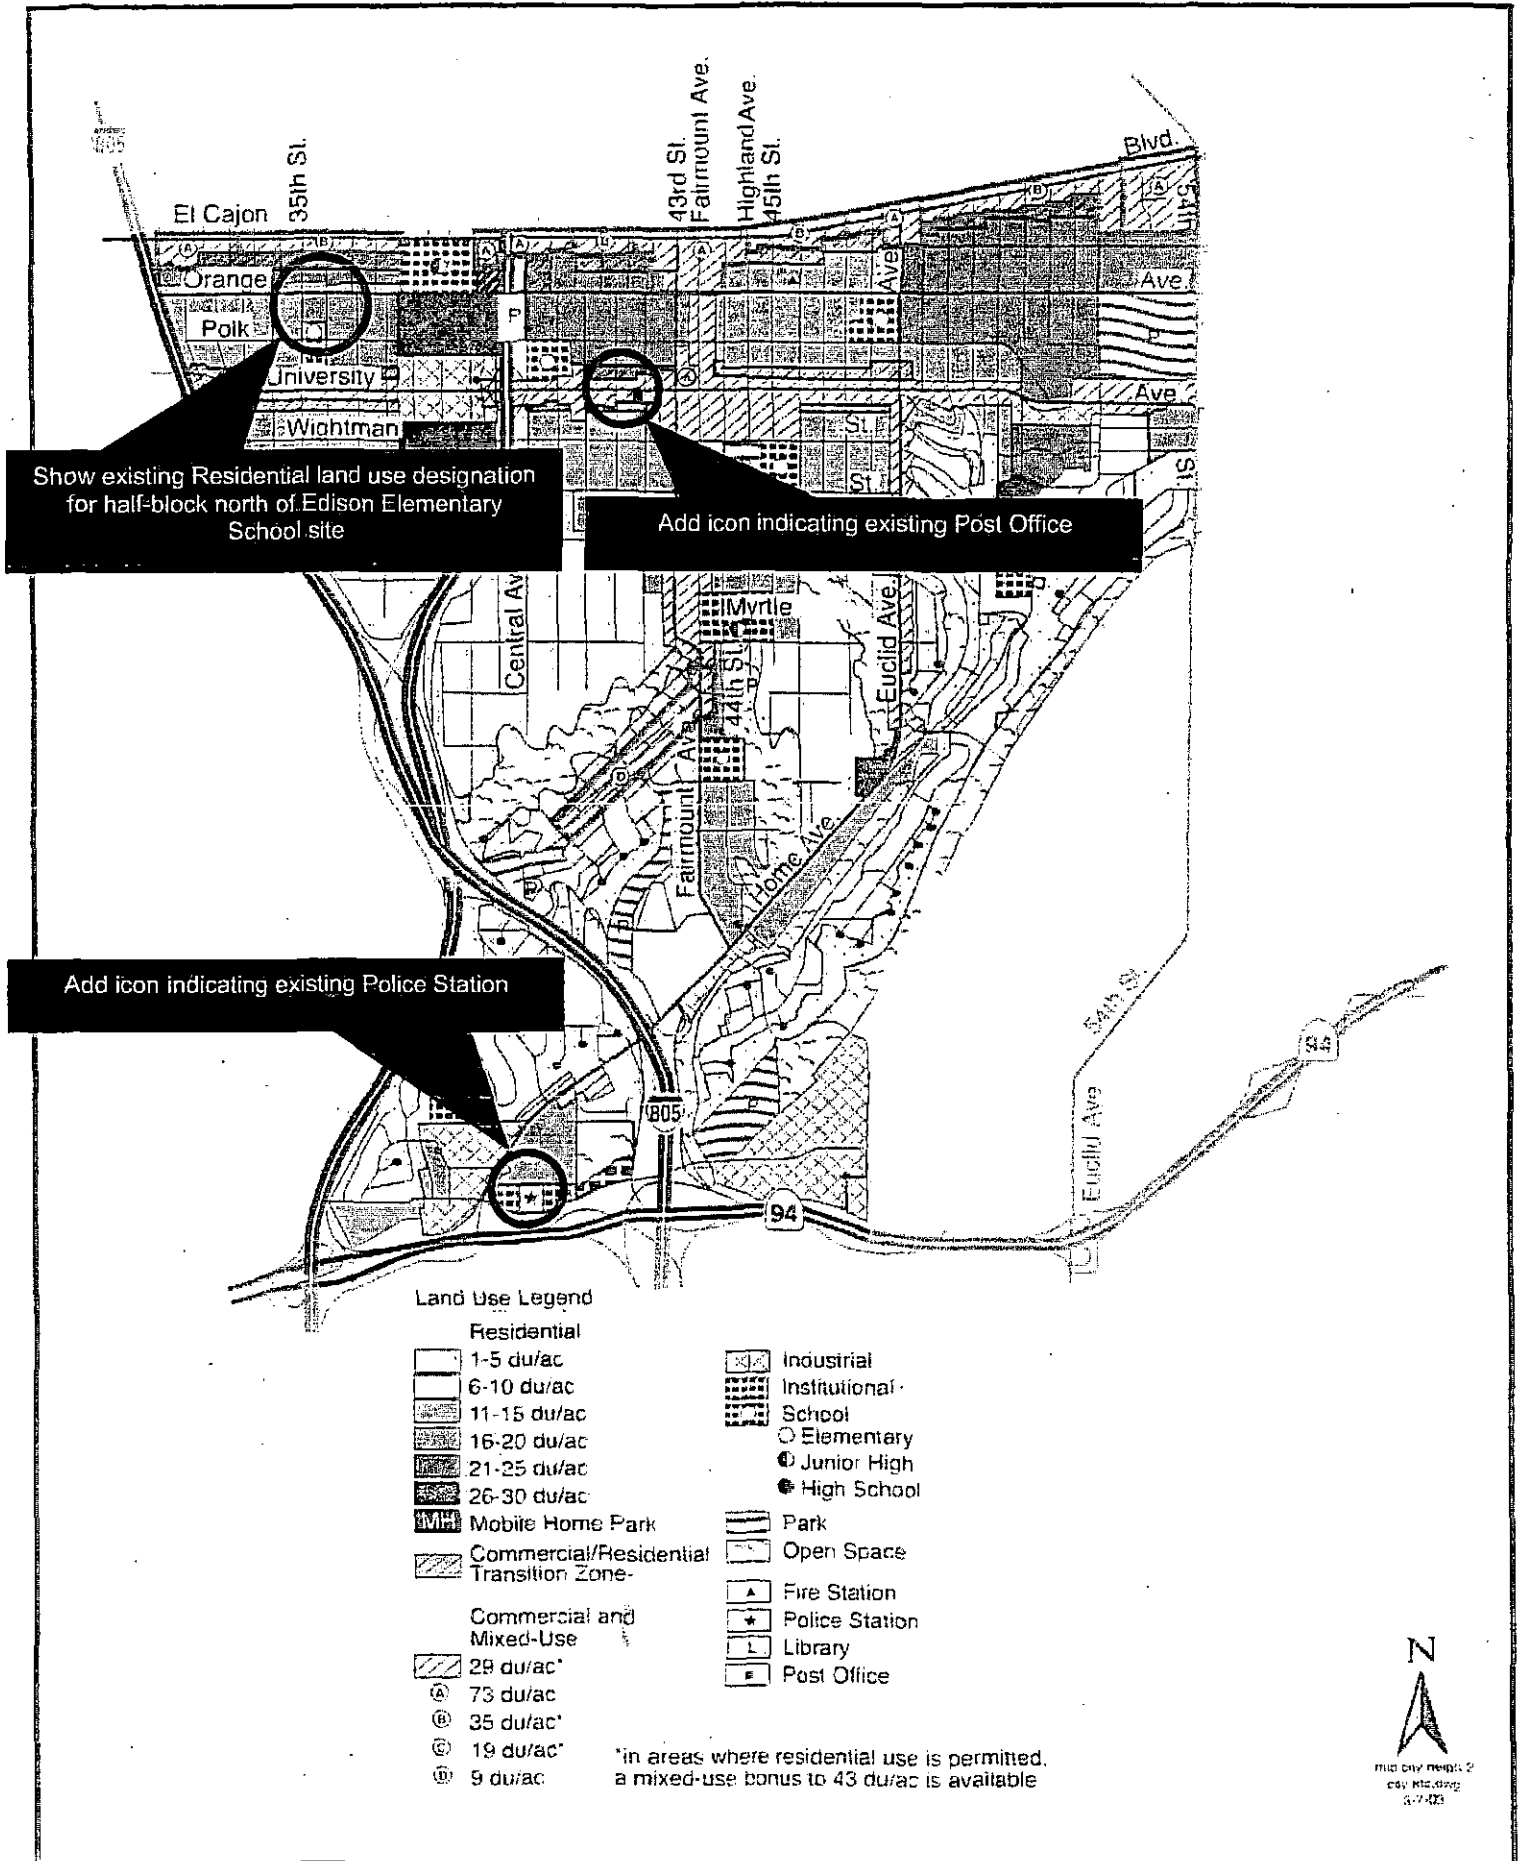 805
35th St.
43rd St.
Fairmount Ave.
Highland Ave.
45th St.
Blvd.
El Cajon
54th
Orange
Ave.
Ave.
Polk
P
P
University
Ave
Wightman
St.
St.
St.
Show existing Residential land use designation
for half-block north of Edison Elementary
School site
Add icon indicating existing Post Office
Central Av
Myrtle
44th St.
P
Euclid Ave.
Fairmount Ave
Home Ave.
P
P
Add icon indicating existing Police Station
54th St.
805
P
Euclid Ave
94
Land Use Legend
Residential
1-5 du/ac
6-10 du/ac
11-15 du/ac
16-20 du/ac
21-25 du/ac
26-30 du/ac
MH Mobile Home Park
Commercial/Residential
Transition Zone-
Commercial and
Mixed-Use
29 du/ac*
A 73 du/ac
B 35 du/ac*
C 19 du/ac*
D 9 du/ac
Industrial
Institutional
School
Elementary
Junior High
High School
Park
Open Space
Fire Station
Police Station
L Library
Post Office
*in areas where residential use is permitted,
a mixed-use bonus to 43 du/ac is available
N